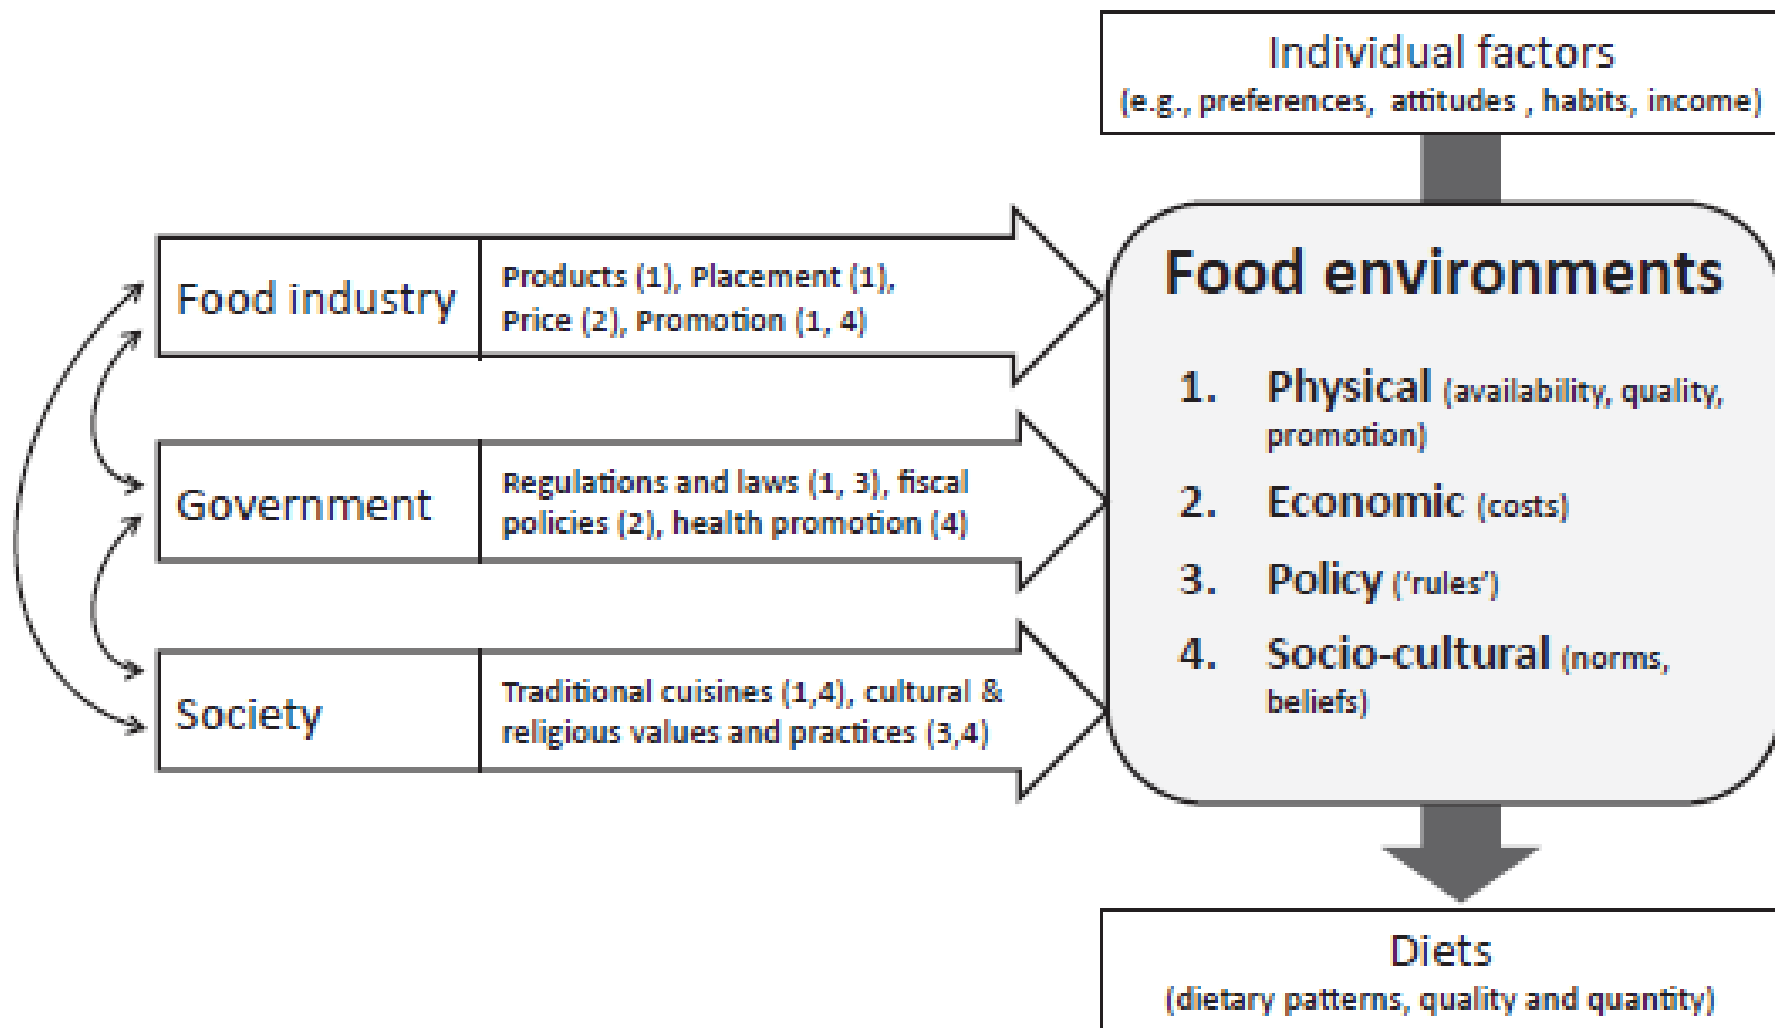 Individual factors
(e.g., preferences, attitudes , habits, income)
Food industry
Products (1), Placement (1),
Price (2), Promotion (1, 4)
Government
Regulations and laws (1, 3), fiscal
policies (2), health promotion (4)
Society
Traditional cuisines (1,4), cultural &
religious values and practices (3,4)
Food environments
1. Physical (availability, quality,
promotion)
2. Economic (costs)
3. Policy (‘rules’)
4. Socio-cultural (norms,
beliefs)
Diets
(dietary patterns, quality and quantity)